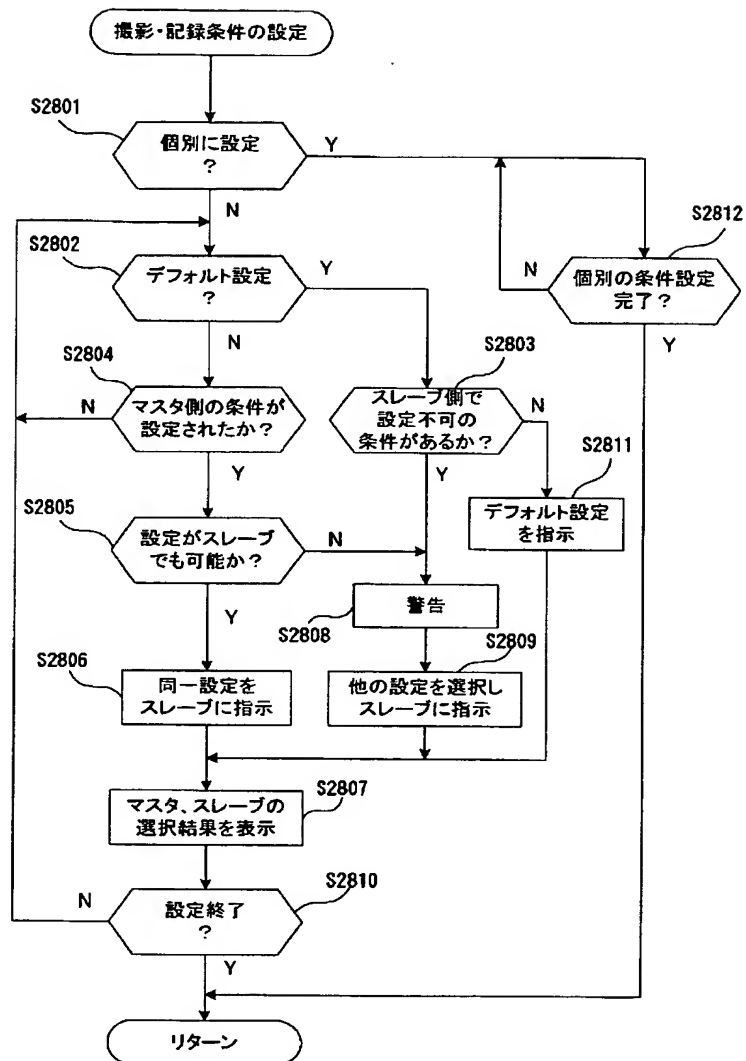 撮影・記録条件の設定
S2801
個別に設定
?
Y
N
S2802
デフォルト設定
?
Y
N
S2812
個別の条件設定
完了?
N
Y
S2804
マスタ側の条件が
設定されたか?
N
Y
S2803
スレーブ側で
設定不可の
条件があるか?
N
Y
S2811
デフォルト設定
を指示
S2805
設定がスレーブ
でも可能か?
N
Y
警告
S2808
S2806
同一設定を
スレーブに指示
S2809
他の設定を選択し
スレーブに指示
S2807
マスタ、スレーブの
選択結果を表示
S2810
設定終了
?
N
Y
リターン